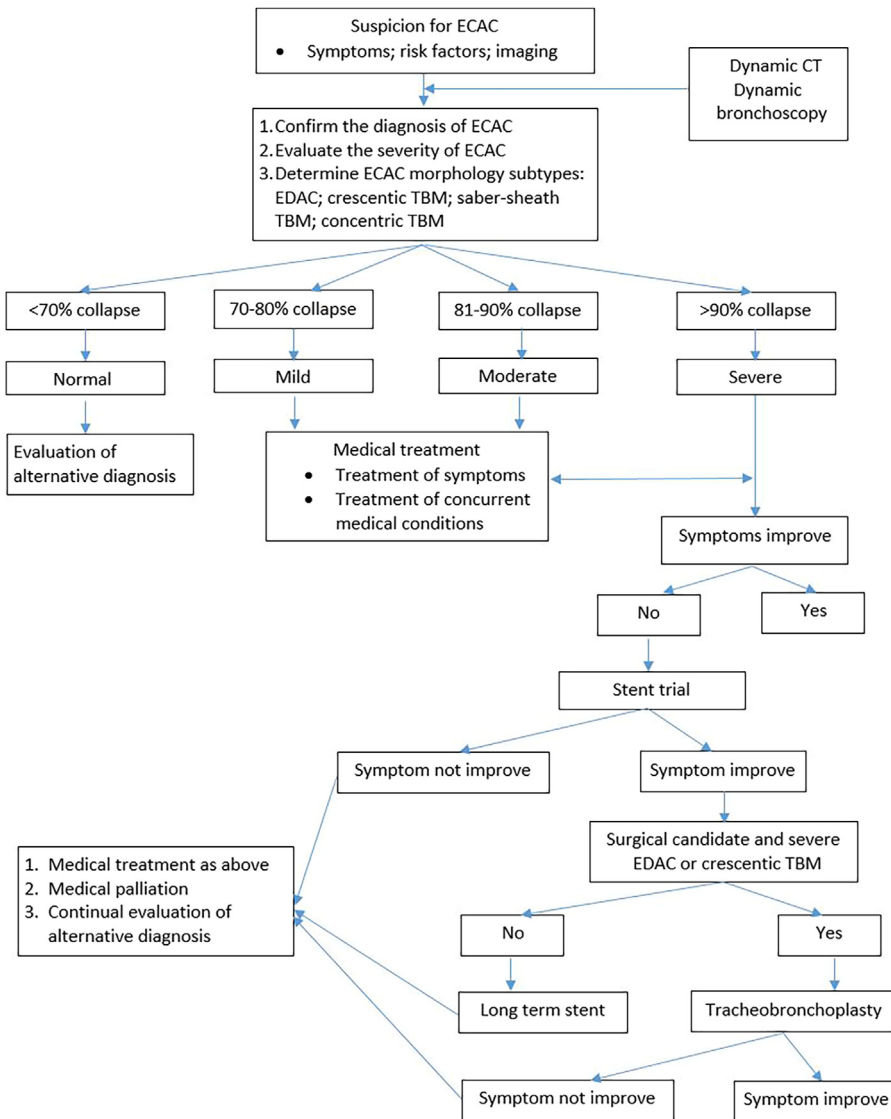 Suspicion for ECAC
• Symptoms; risk factors; imaging
Dynamic CT
Dynamic
bronchoscopy
1. Confirm the diagnosis of ECAC
2. Evaluate the severity of ECAC
3. Determine ECAC morphology subtypes:
EDAC; crescentic TBM; saber-sheath
TBM; concentric TBM
<70% collapse
70-80% collapse
81-90% collapse
>90% collapse
Normal
Mild
Moderate
Severe
Evaluation of
alternative diagnosis
Medical treatment
• Treatment of symptoms
• Treatment of concurrent
medical conditions
Symptoms improve
No
Yes
Stent trial
Symptom not improve
Symptom improve
Surgical candidate and severe
EDAC or crescentic TBM
1. Medical treatment as above
2. Medical palliation
3. Continual evaluation of
alternative diagnosis
No
Yes
Long term stent
Tracheobronchoplasty
Symptom not improve
Symptom improve